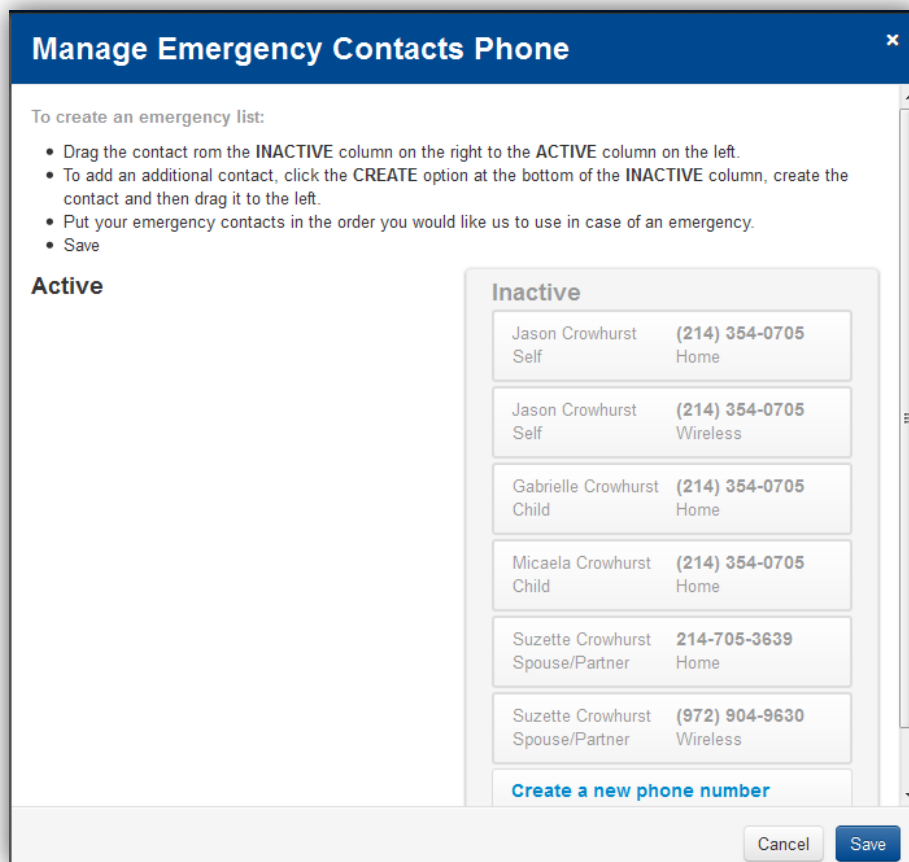 Manage Emergency Contacts Phone
×
To create an emergency list:
• Drag the contact rom the INACTIVE column on the right to the ACTIVE column on the left.
• To add an additional contact, click the CREATE option at the bottom of the INACTIVE column, create the
contact and then drag it to the left.
• Put your emergency contacts in the order you would like us to use in case of an emergency.
• Save
Active
Inactive
Jason Crowhurst (214) 354-0705
Self Home
Jason Crowhurst (214) 354-0705
Self Wireless
Gabrielle Crowhurst (214) 354-0705
Child Home
Micaela Crowhurst (214) 354-0705
Child Home
Suzette Crowhurst 214-705-3639
Spouse/Partner Home
Suzette Crowhurst (972) 904-9630
Spouse/Partner Wireless
Create a new phone number
Cancel Save